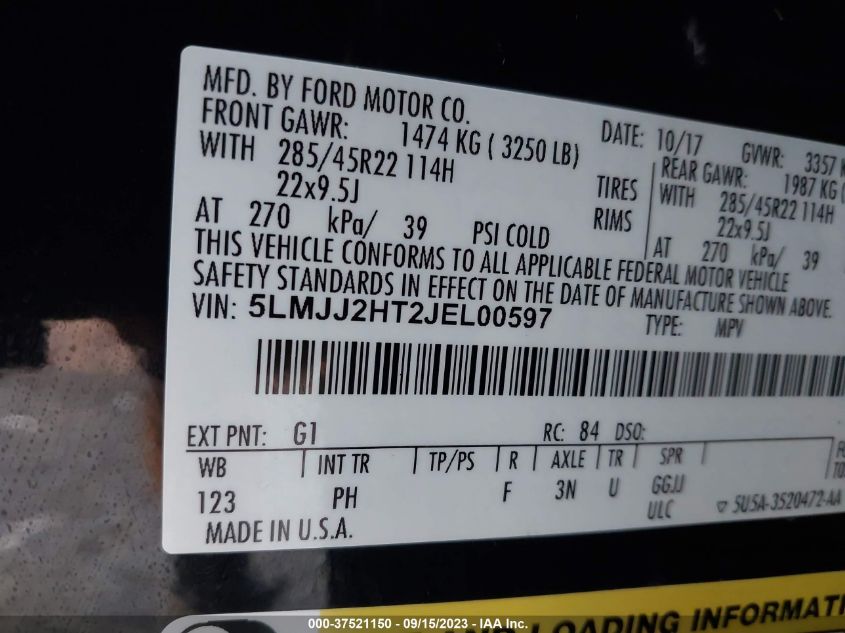 MFD. BY FORD MOTOR CO.
DATE: 10/17 GVWR: 3357 K
FRONT GAWR: 1474 KG ( 3250 LB) REAR GAWR: 1987 KG (
WITH 285/45R22 114H TIRES WITH 285/45R22 114H
22x9.5J RIMS 22x9.5J
AT 270 kPa/ 39 PSI COLD AT 270 kPa/ 39
THIS VEHICLE CONFORMS TO ALL APPLICABLE FEDERAL MOTOR VEHICLE
SAFETY STANDARDS IN EFFECT ON THE DATE OF MANUFACTURE SHOWN ABOVE.
VIN: 5LMJJ2HT2JEL00597 TYPE: MPV
EXT PNT: G1 RC: 84 DSO:
WB INT TR TP/PS R AXLE TR SPR
123 PH F 3N U GGJJ
ULC 5U5A-3520472-AA
MADE IN U.S.A.
AND LOADING INFORMATI
000-37521150 - 09/15/2023 - IAA Inc.